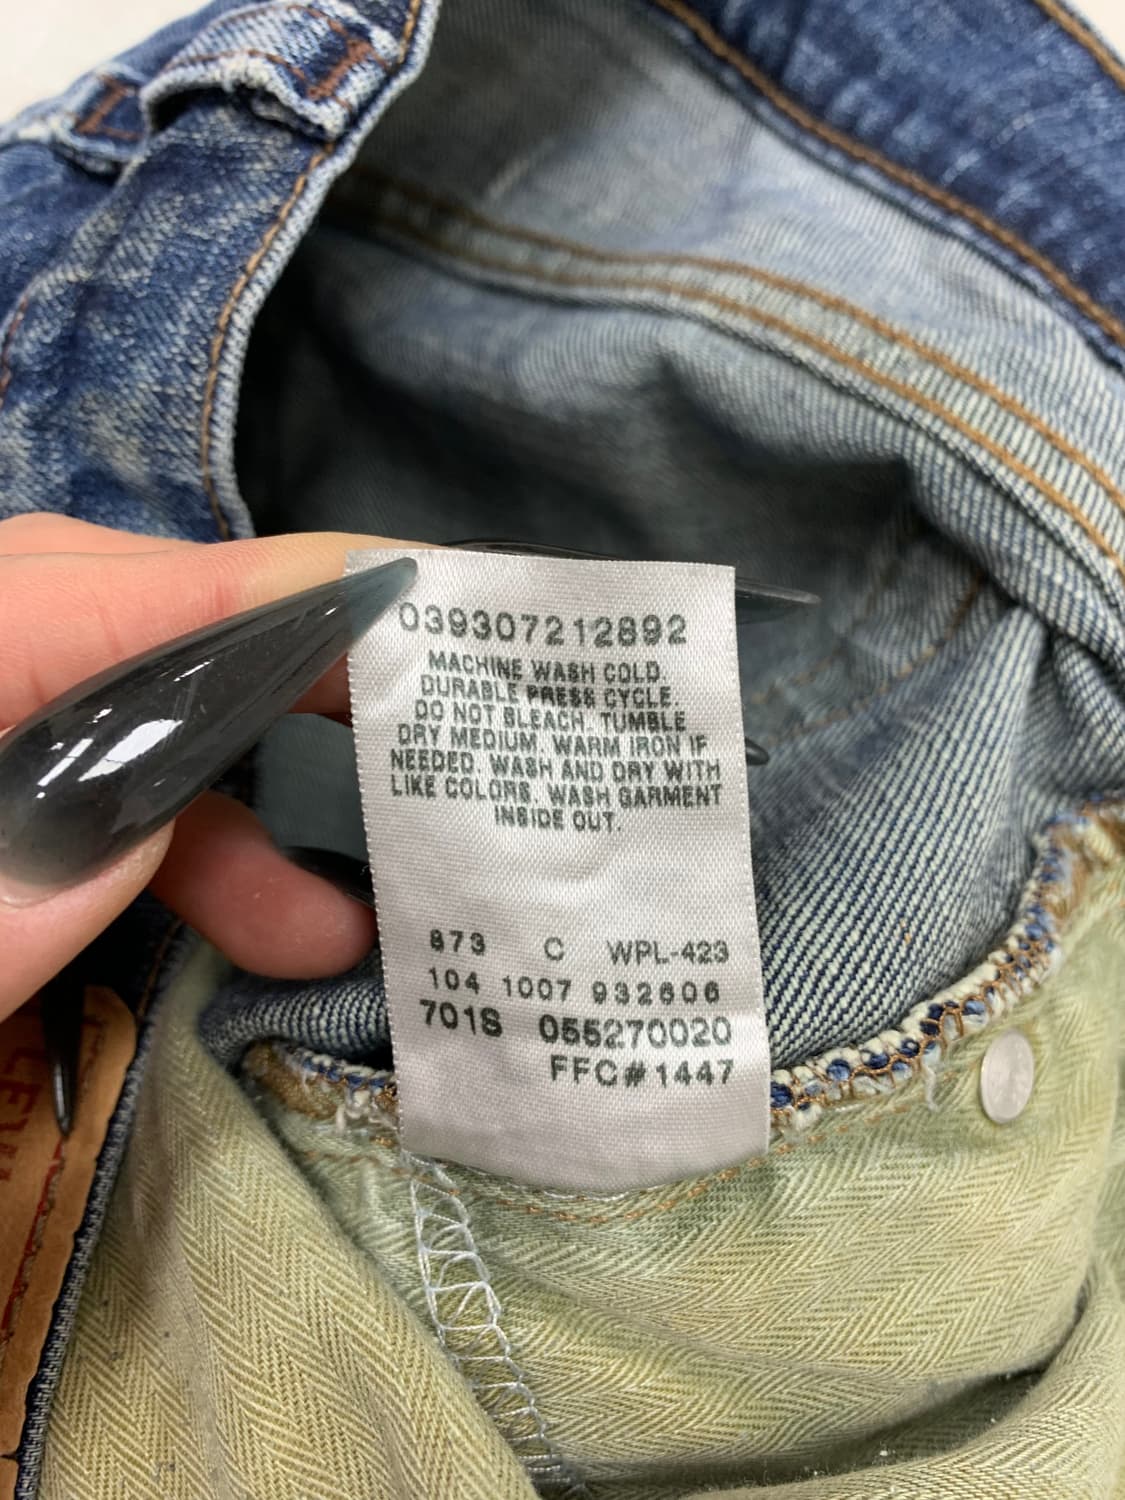 039307212892
MACHINE WASH COLD.
DURABLE PRESS CYCLE.
DO NOT BLEACH. TUMBLE
DRY MEDIUM. WARM IRON IF
NEEDED. WASH AND DRY WITH
LIKE COLORS. WASH GARMENT
INSIDE OUT.
873 C WPL-423
104 1007 932606
701S 055270020
FFC#1447